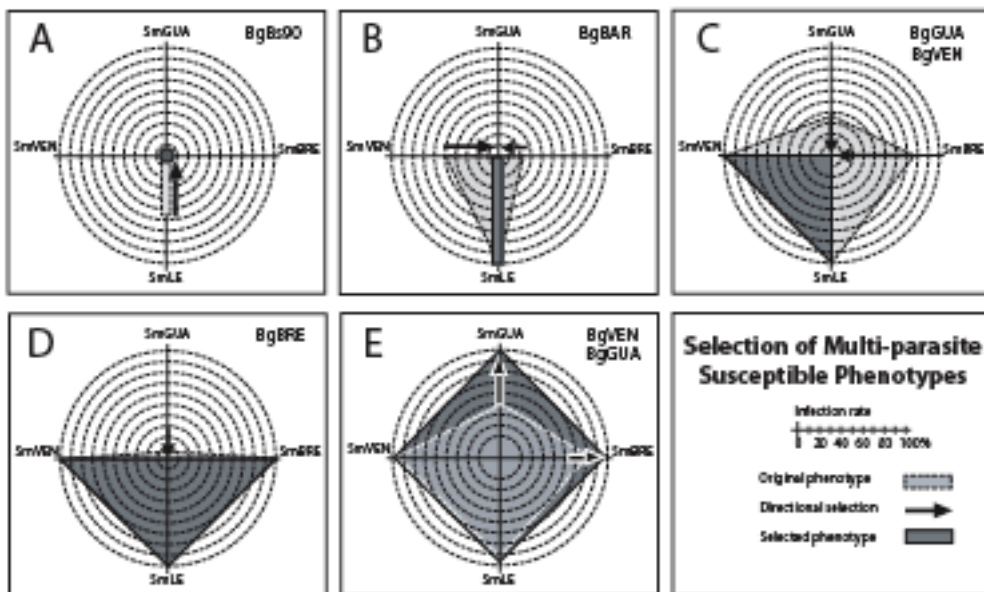 A
SmGUA
BgBs90
SmVEN
SmBRE
SmLE
B
SmGUA
BgBAR
SmVEN
SmBRE
SmLE
C
SmGUA
BgGUA
BgVEN
SmVEN
SmBRE
SmLE
D
SmGUA
BgBRE
SmVEN
SmBRE
SmLE
E
SmGUA
BgVEN
BgGUA
SmVEN
SmBRE
SmLE
Selection of Multi-parasite
Susceptible Phenotypes
Infection rate
0 20 40 60 80 100%
Original phenotype
Directional selection
Selected phenotype